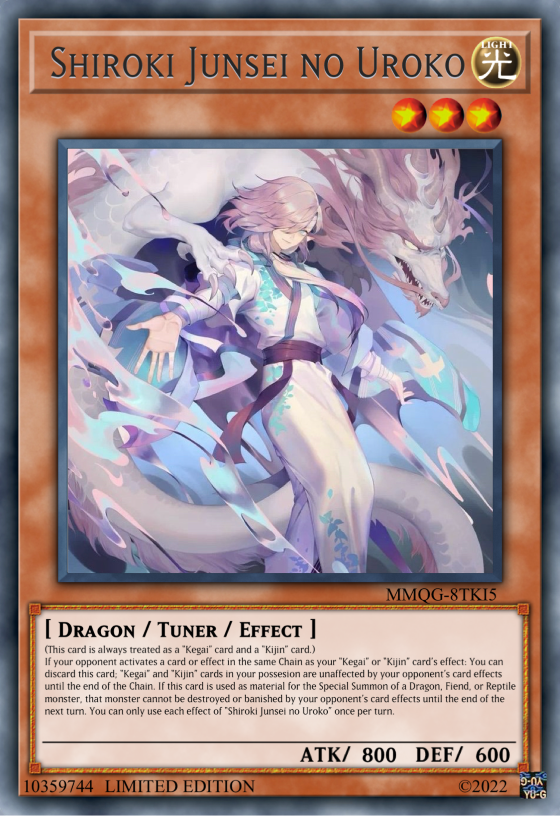 SHIROKI JUNSEI NO UROKO
LIGHT
光
MMQG-8TKI5
[ DRAGON / TUNER / EFFECT ]
(This card is always treated as a "Kegai" card and a "Kijin" card.)
If your opponent activates a card or effect in the same Chain as your "Kegai" or "Kijin" card's effect: You can
discard this card; "Kegai" and "Kijin" cards in your possesion are unaffected by your opponent's card effects
until the end of the Chain. If this card is used as material for the Special Summon of a Dragon, Fiend, or Reptile
monster, that monster cannot be destroyed or banished by your opponent's card effects until the end of the
next turn. You can only use each effect of "Shiroki Junsei no Uroko" once per turn.
ATK/ 800 DEF/ 600
10359744 LIMITED EDITION ©2022
YU-G
YU-G